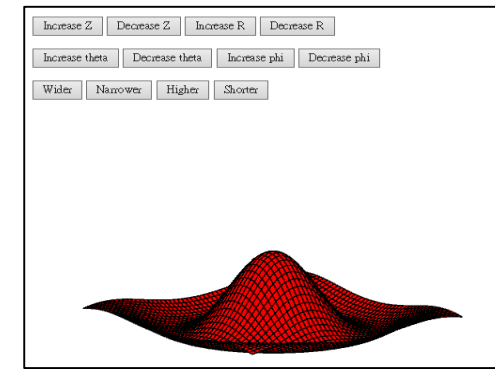 Increase Z Decrease Z Increase R Decrease R
Increase theta Decrease theta Increase phi Decrease phi
Wider Narrower Higher Shorter